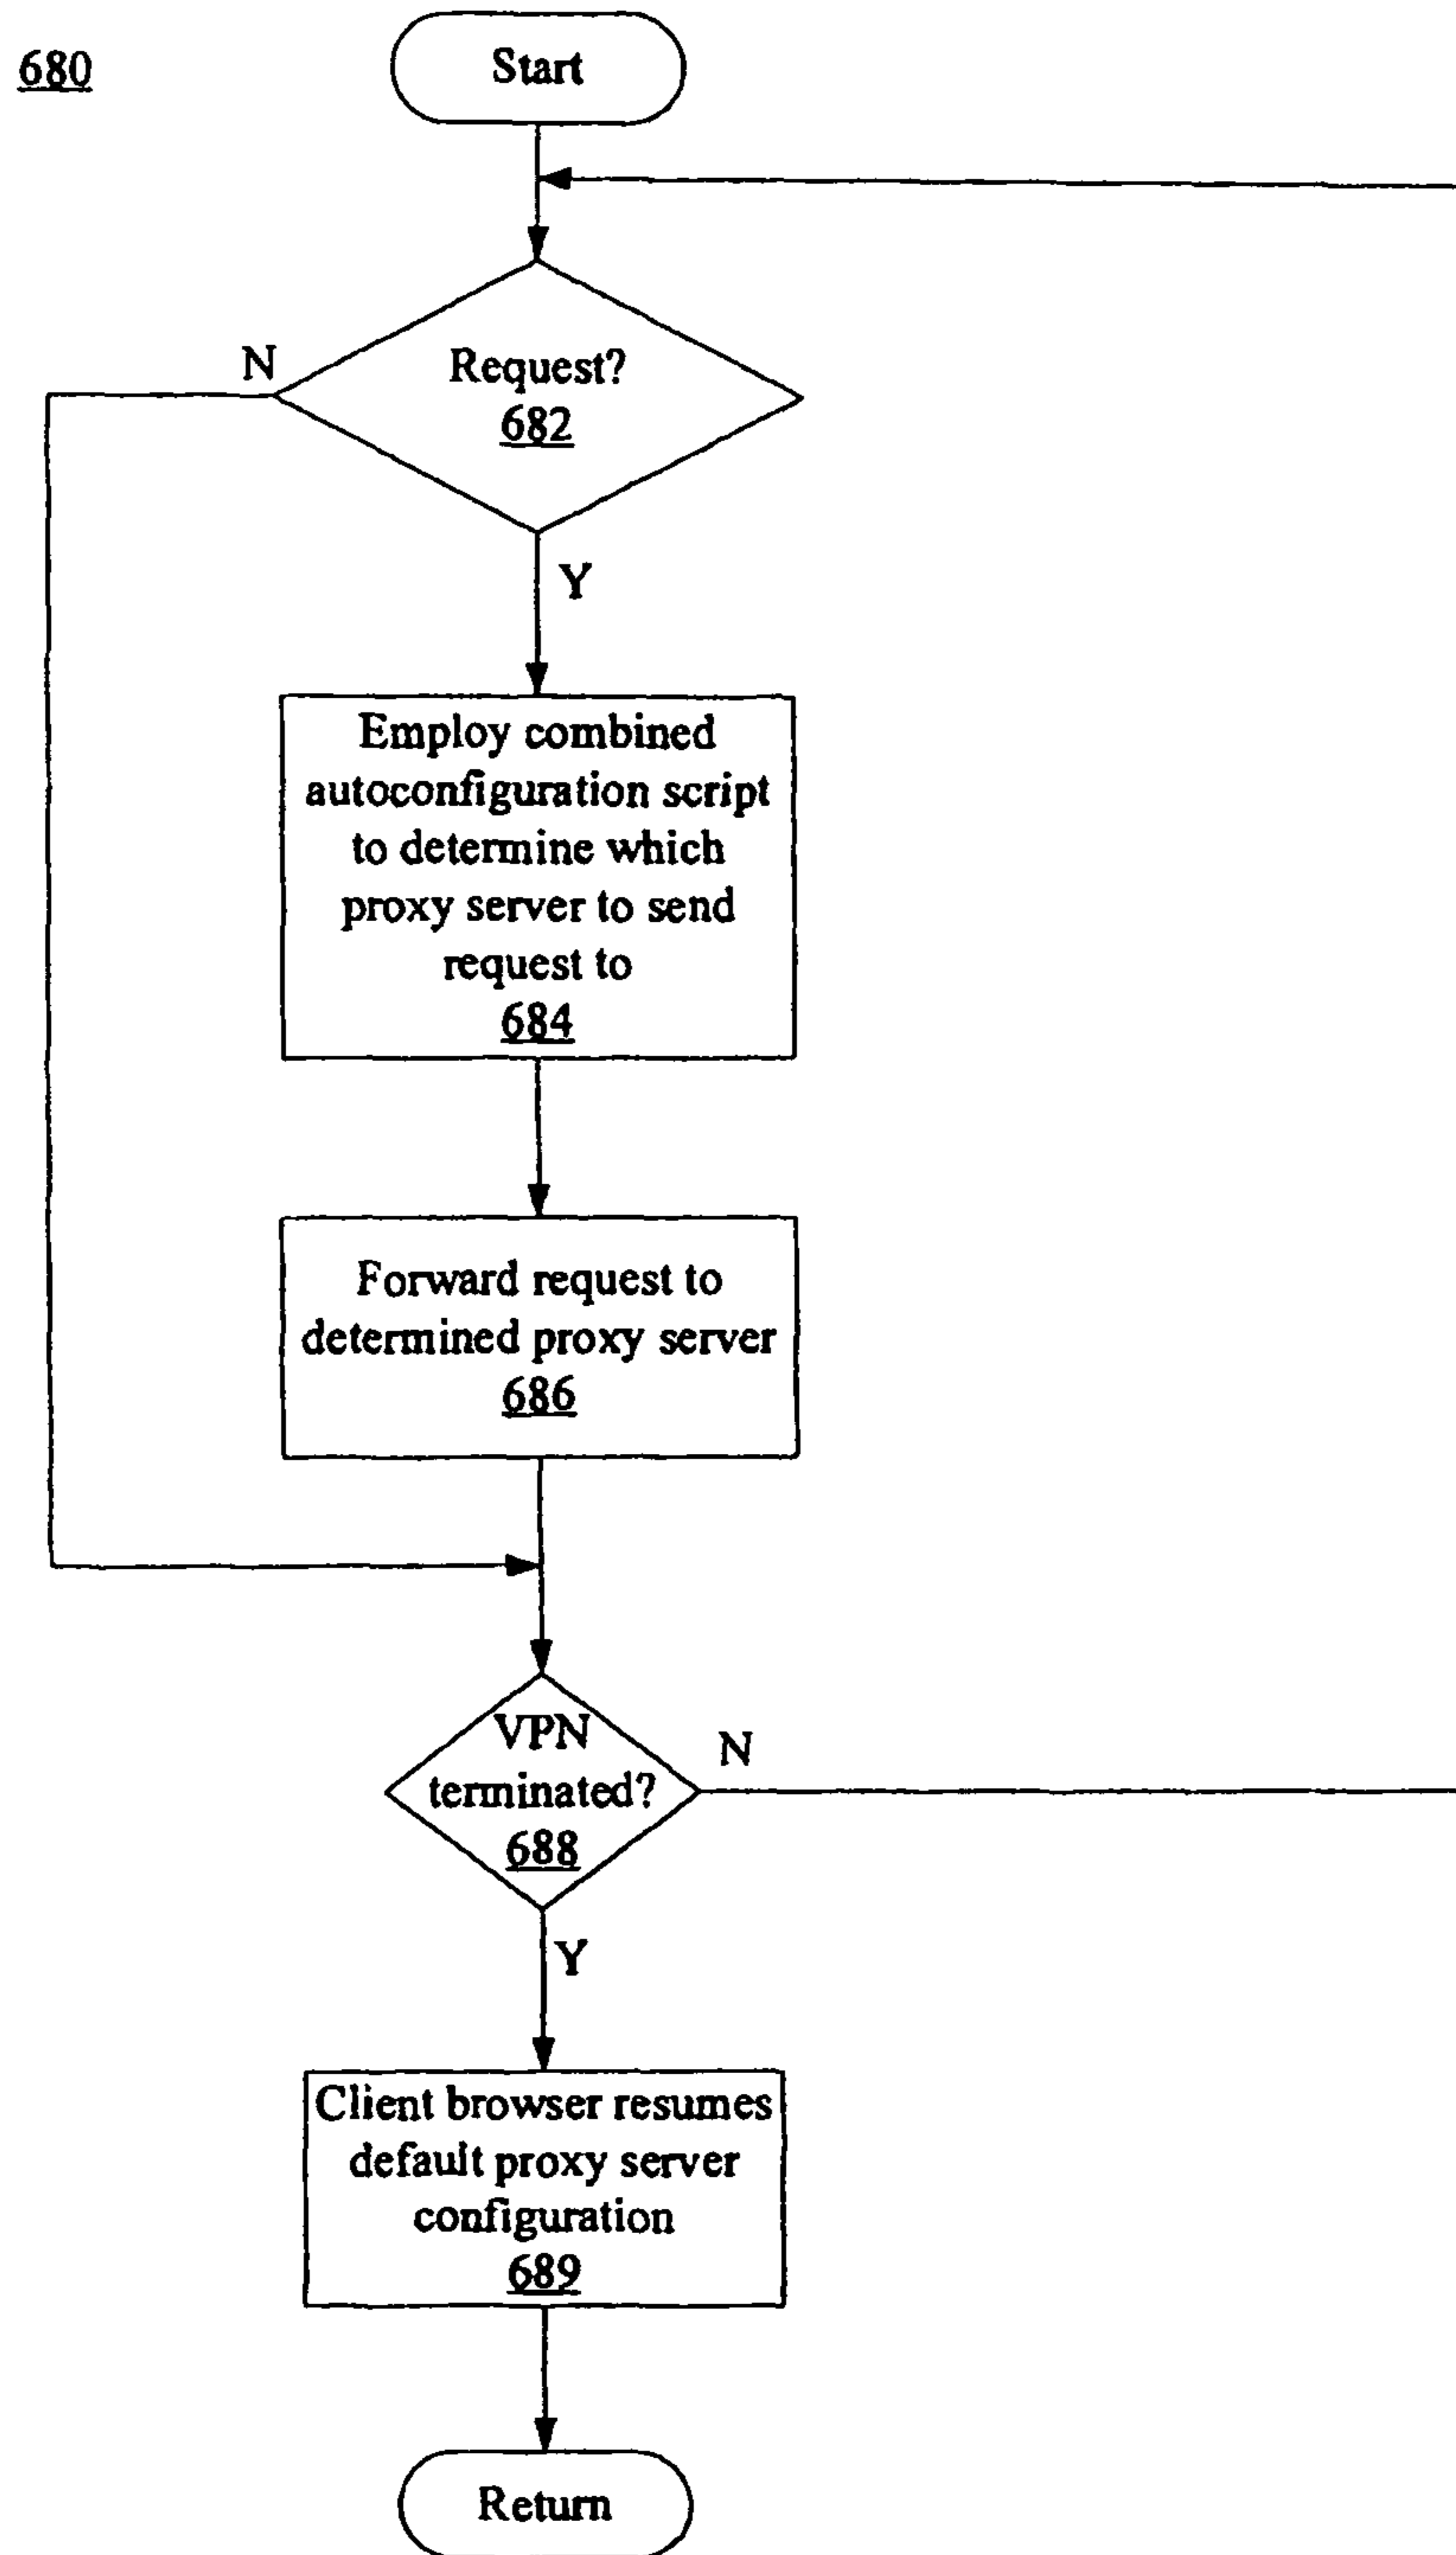 680
Start
Request?
682
N
Y
Employ combined
autoconfiguration script
to determine which
proxy server to send
request to
684
Forward request to
determined proxy server
686
VPN
terminated?
688
N
Y
Client browser resumes
default proxy server
configuration
689
Return